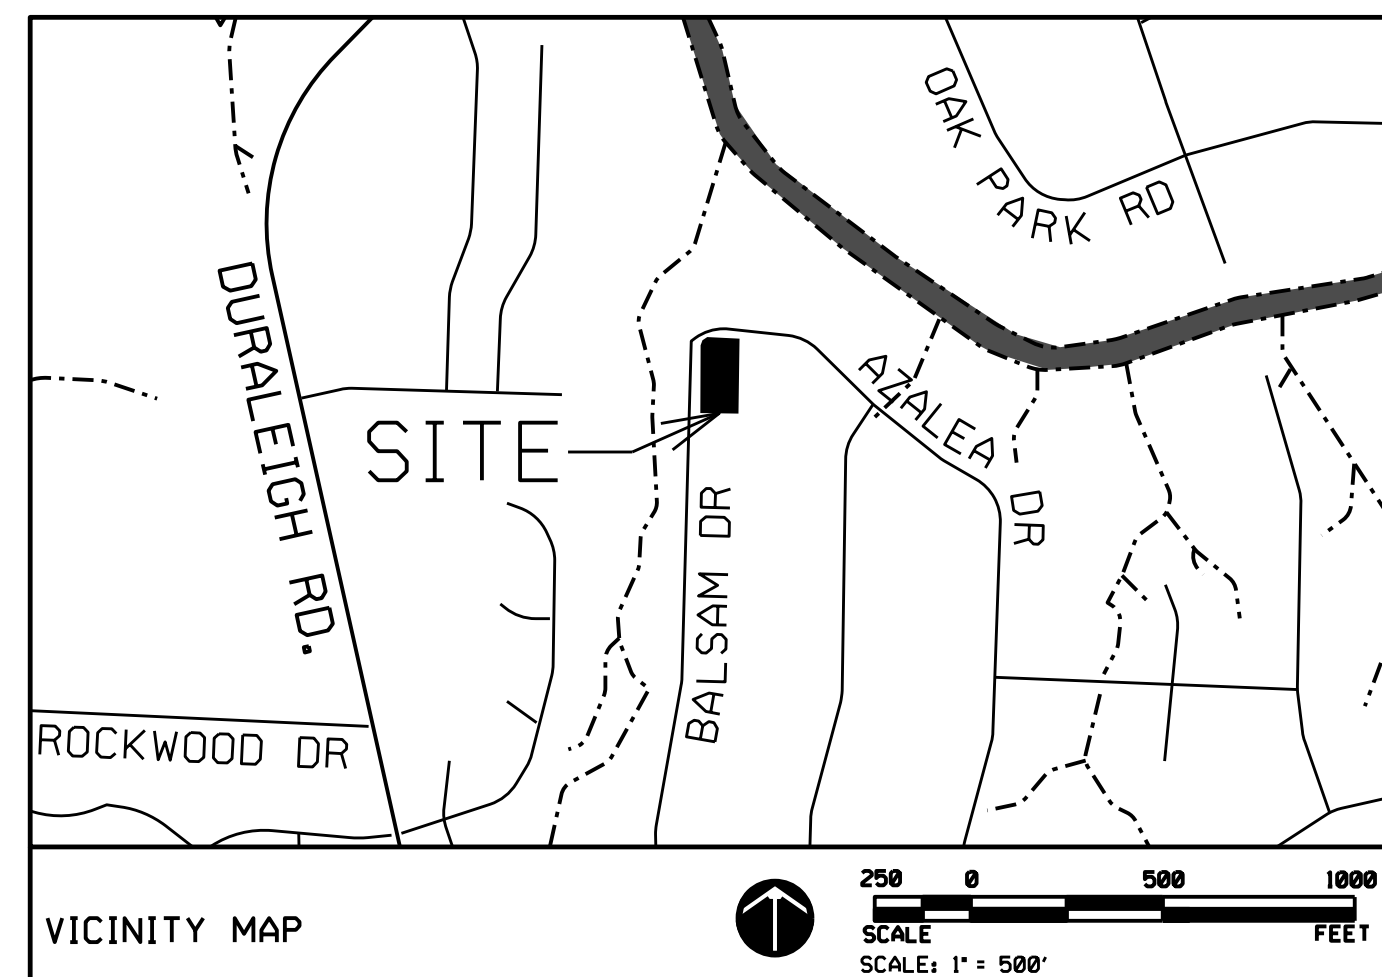 OAK PARK RD
DURALEIGH RD.
AZALEA DR
SITE
BALSAM DR
ROCKWOOD DR
VICINITY MAP
250 0 500 1000
SCALE FEET
SCALE: 1" = 500'